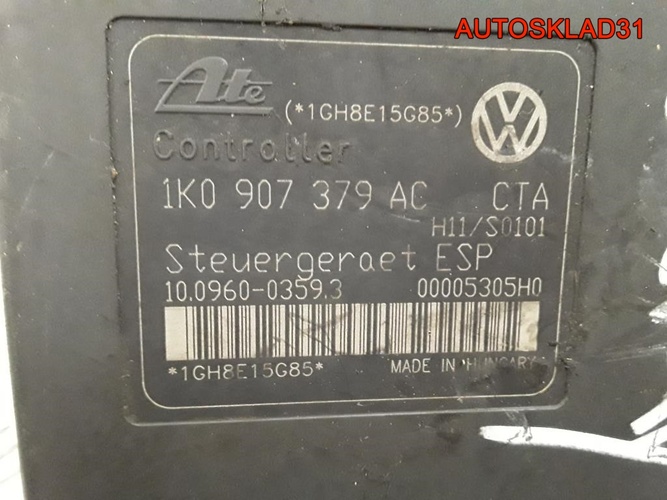 AUTOSKLAD31
Ate (*1GH8E15G85*)
Controller
1K0 907 379 AC CTA
H11/S0101
Steuergeraet ESP
10.0960-0359.3 00005305H0
*1GH8E15G85* MADE IN HUNGARY